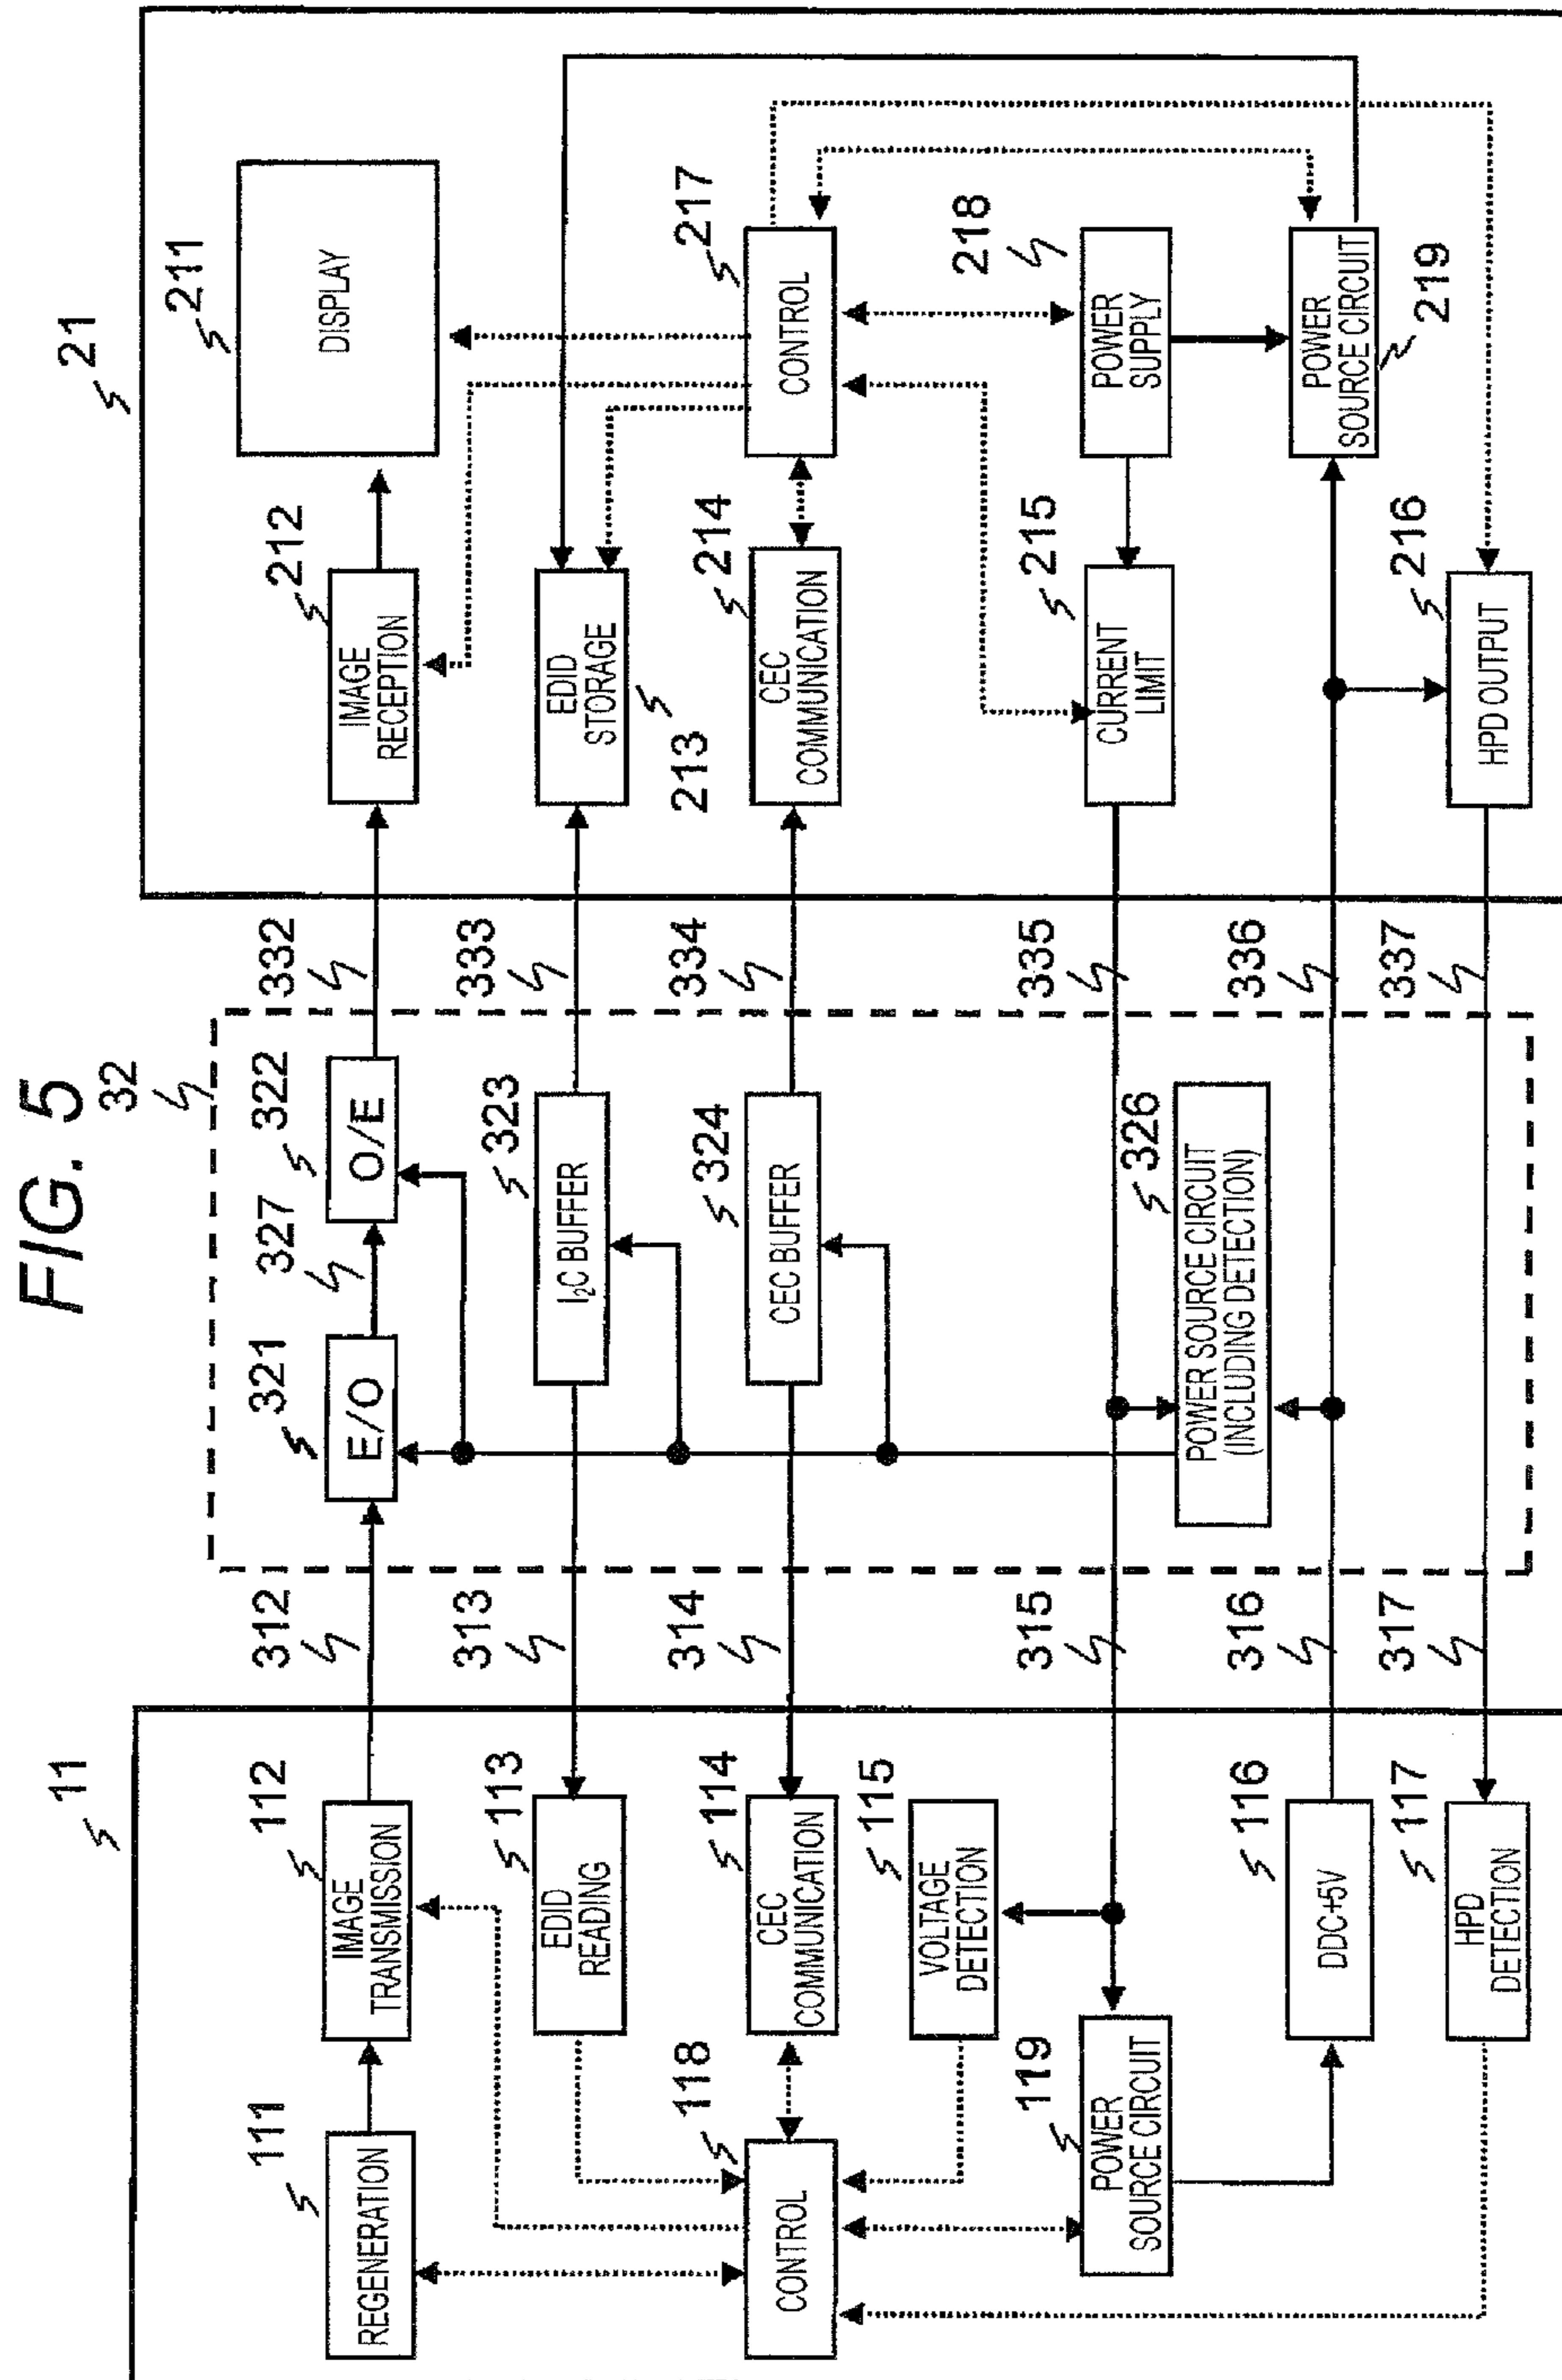 FIG. 5
11
111
REGENERATION
112
IMAGE
TRANSMISSION
113
EDID
READING
114
CEC
COMMUNICATION
115
VOLTAGE
DETECTION
118
CONTROL
119
POWER
SOURCE CIRCUIT
116
DDC+5V
117
HPD
DETECTION
312
313
314
315
316
317
32
321
E/O
327
322
O/E
323
I2C BUFFER
324
CEC BUFFER
326
POWER SOURCE CIRCUIT
(INCLUDING DETECTION)
332
333
334
335
336
337
21
211
DISPLAY
212
IMAGE
RECEPTION
213
EDID
STORAGE
214
CEC
COMMUNICATION
217
CONTROL
215
CURRENT
LIMIT
218
POWER
SUPPLY
219
POWER
SOURCE CIRCUIT
216
HPD OUTPUT